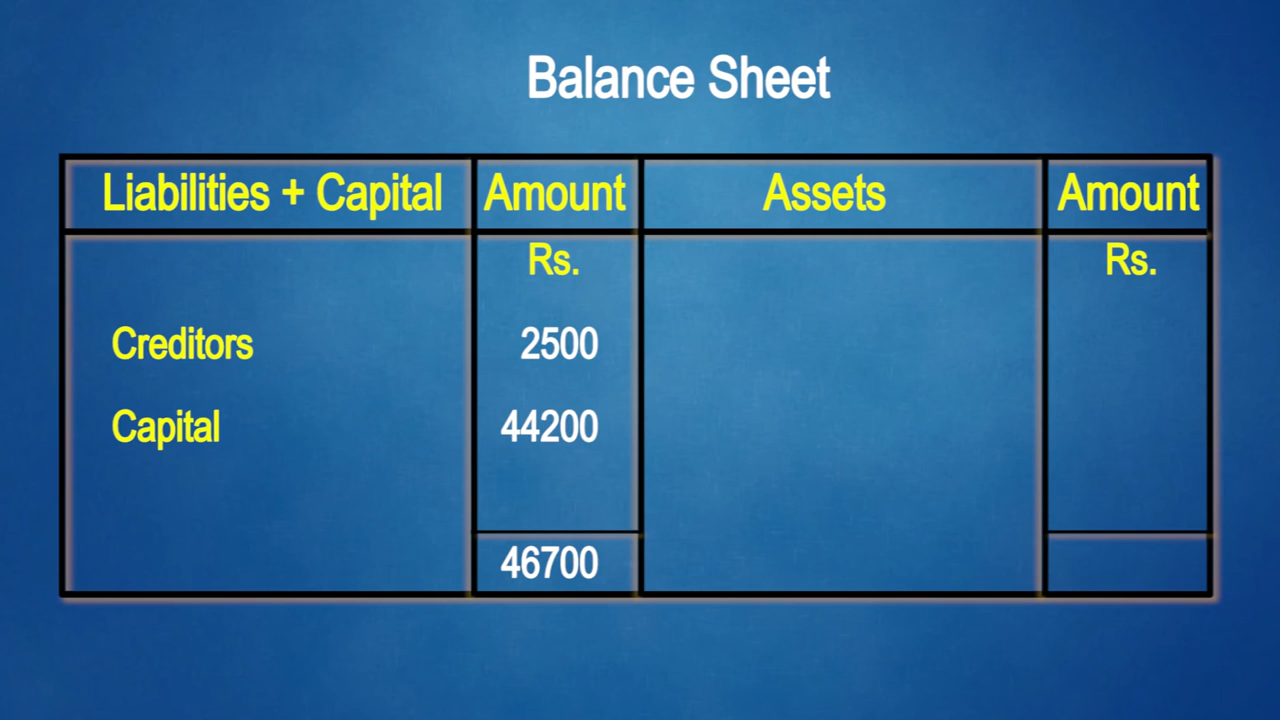 Balance Sheet
Liabilities + Capital Amount Assets Amount
Rs. Rs.
Creditors 2500
Capital 44200
46700